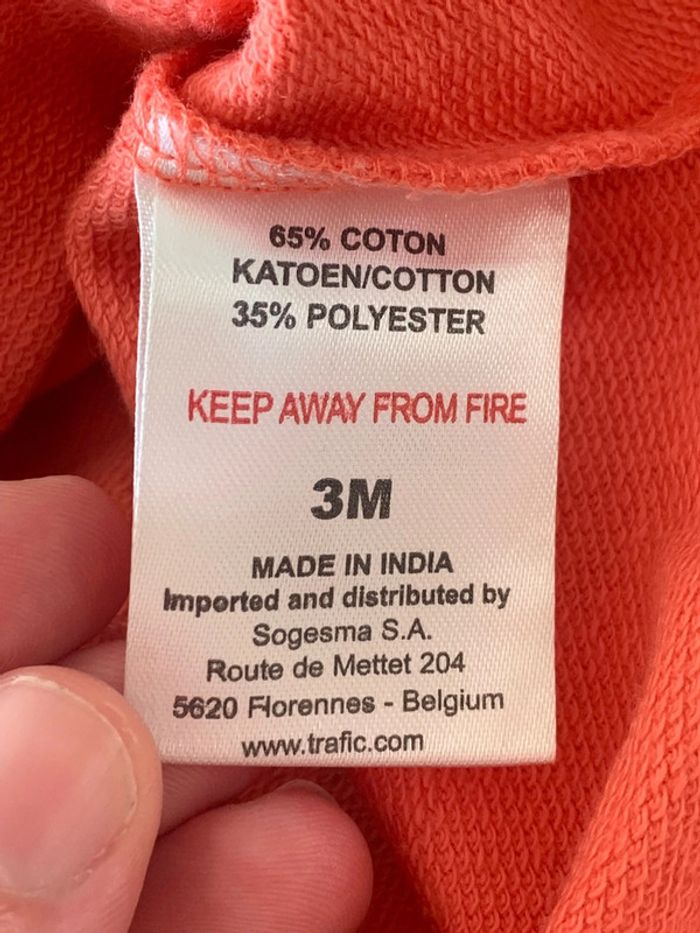 65% COTON
KATOEN/COTTON
35% POLYESTER
KEEP AWAY FROM FIRE
3M
MADE IN INDIA
Imported and distributed by
Sogesma S.A.
Route de Mettet 204
5620 Florennes - Belgium
www.trafic.com